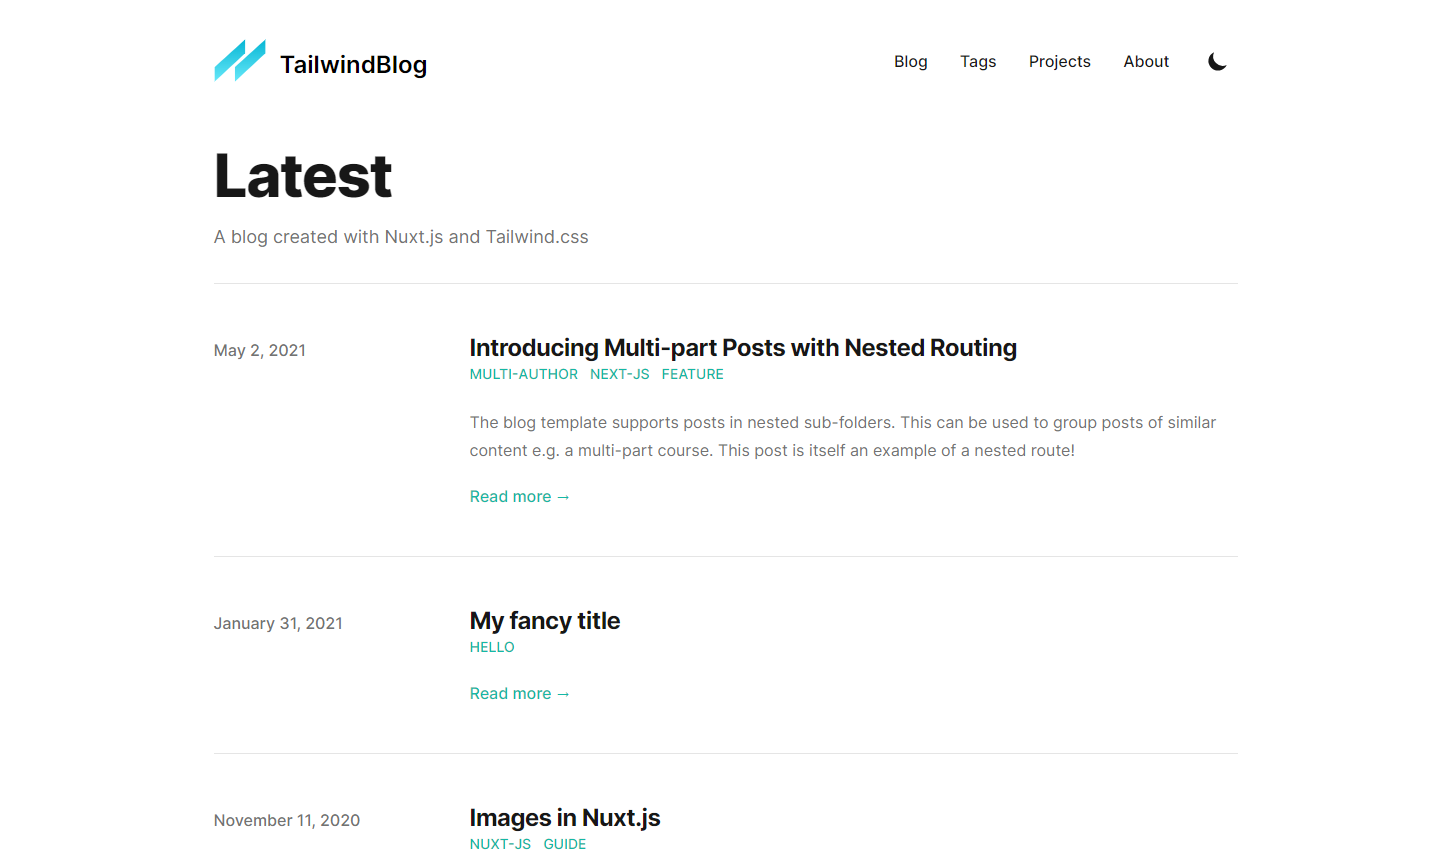 TailwindBlog
Blog Tags Projects About
Latest
A blog created with Nuxt.js and Tailwind.css
May 2, 2021
Introducing Multi-part Posts with Nested Routing
MULTI-AUTHOR NEXT-JS FEATURE
The blog template supports posts in nested sub-folders. This can be used to group posts of similar
content e.g. a multi-part course. This post is itself an example of a nested route!
Read more →
January 31, 2021
My fancy title
HELLO
Read more →
November 11, 2020
Images in Nuxt.js
NUXT-JS GUIDE